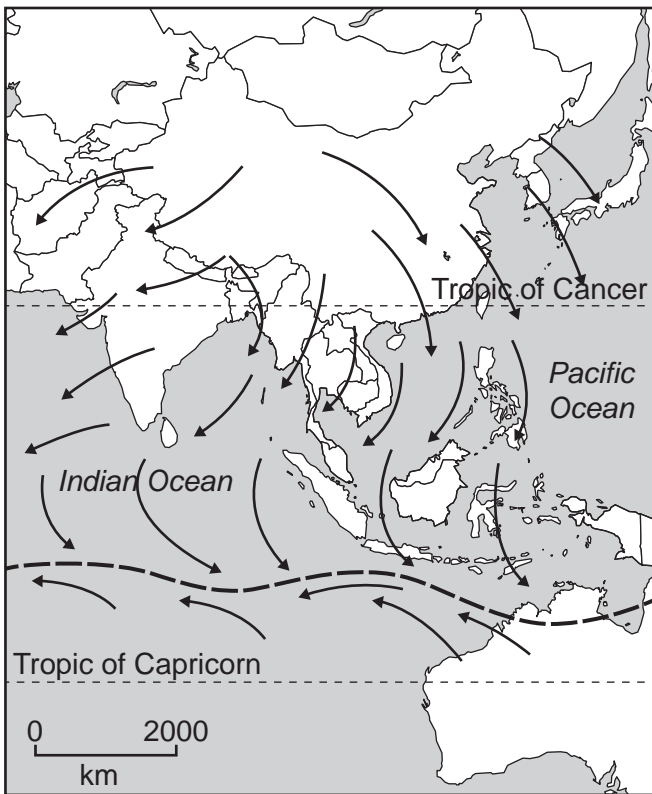 Tropic of Cancer
Pacific
Ocean
Indian Ocean
Tropic of Capricorn
0 2000
km